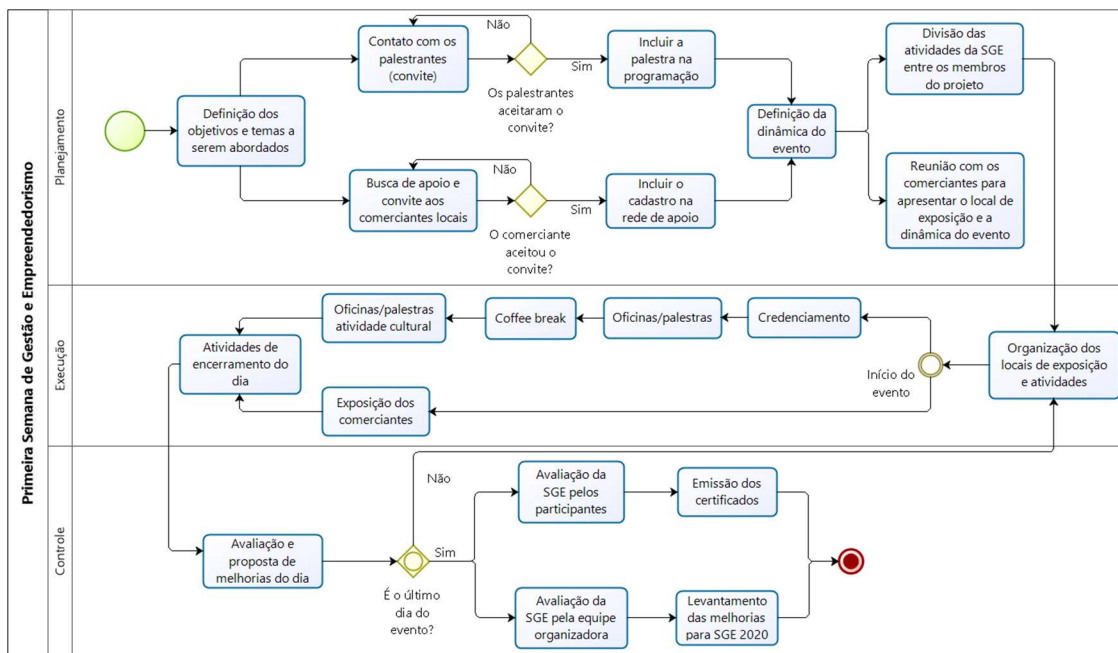 Primeira Semana de Gestão e Empreendedorismo
Planejamento
Definição dos
objetivos e temas a
serem abordados
Contato com os
palestrantes
(convite)
Não
Sim
Os palestrantes
aceitaram o
convite?
Incluir a
palestra na
programação
Busca de apoio e
convite aos
comerciantes locais
Não
Sim
O comerciante
aceitou o
convite?
Incluir o
cadastro na
rede de apoio
Definição da
dinâmica do
evento
Divisão das
atividades da SGE
entre os membros
do projeto
Reunião com os
comerciantes para
apresentar o local de
exposição e a
dinâmica do evento
Execução
Organização dos
locais de exposição
e atividades
Início do
evento
Credenciamento
Oficinas/palestras
Coffee break
Oficinas/palestras
atividade cultural
Exposição dos
comerciantes
Atividades de
encerramento do
dia
Controle
Avaliação e
proposta de
melhorias do dia
Não
Sim
É o último
dia do
evento?
Avaliação da
SGE pelos
participantes
Emissão dos
certificados
Avaliação da
SGE pela equipe
organizadora
Levantamento
das melhorias
para SGE 2020